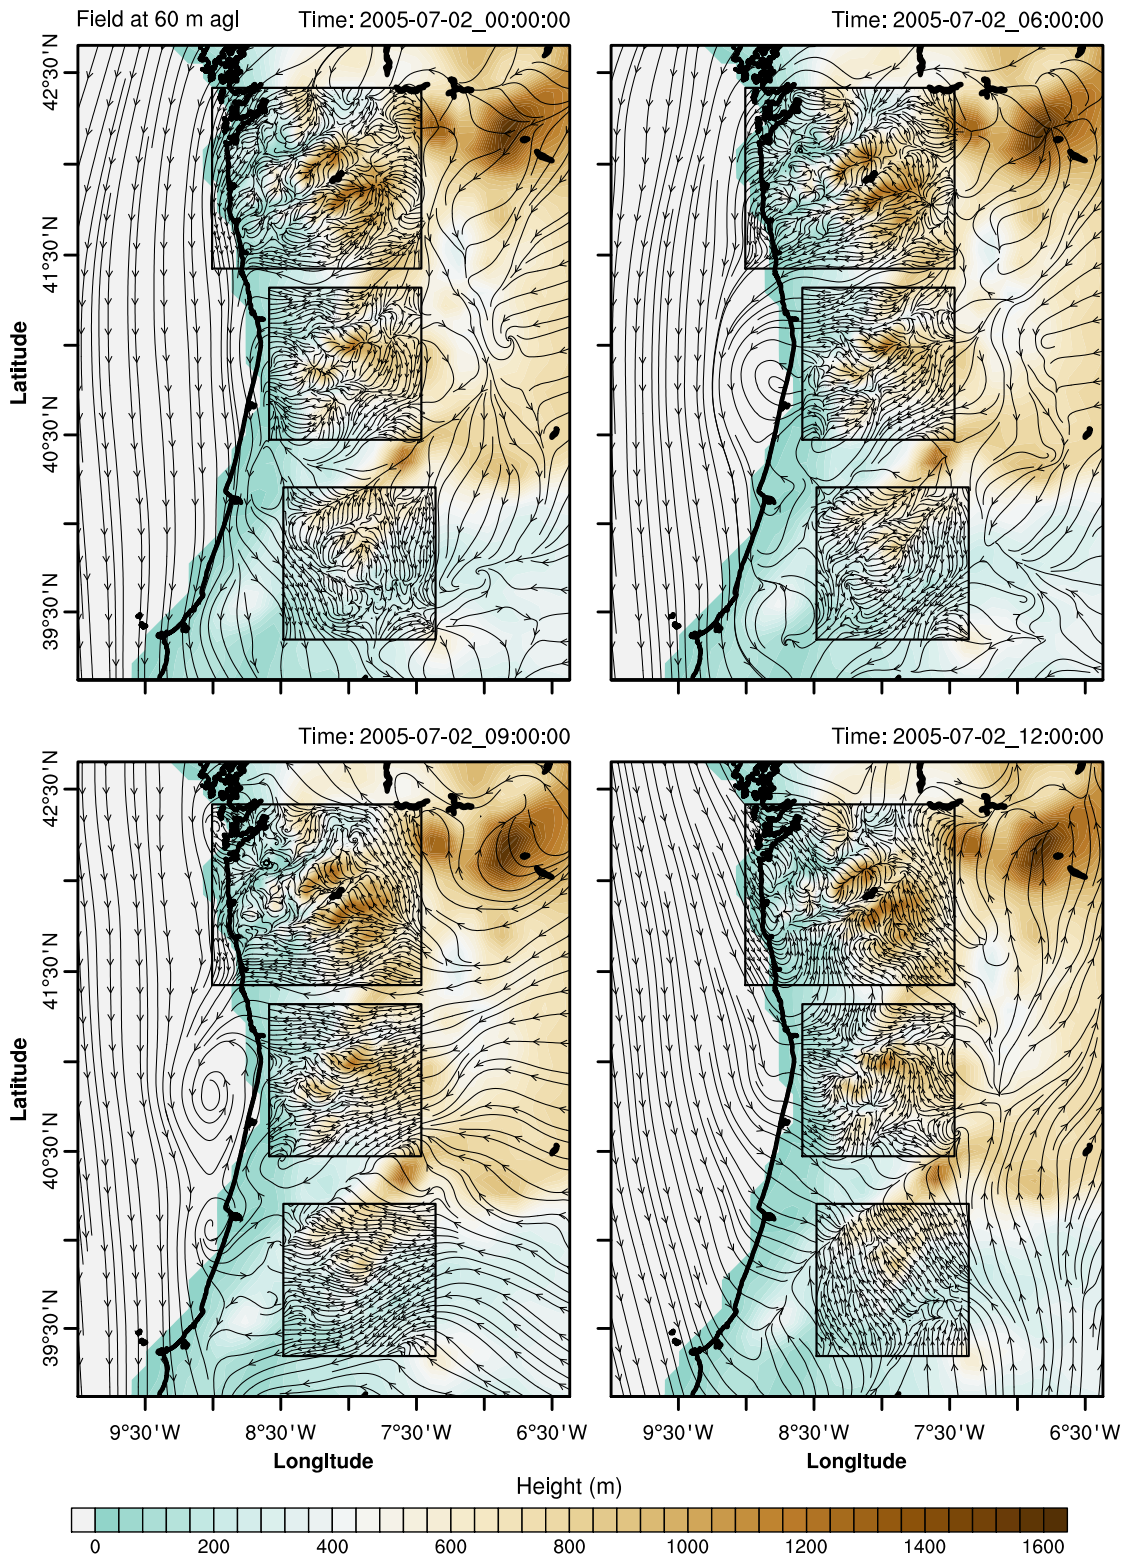 Field at 60 m agl Time: 2005-07-02_00:00:00 Time: 2005-07-02_06:00:00
42°30'N
41°30'N
40°30'N
39°30'N
Latitude
Time: 2005-07-02_09:00:00 Time: 2005-07-02_12:00:00
42°30'N
41°30'N
40°30'N
39°30'N
Latitude
9°30'W 8°30'W 7°30'W 6°30'W 9°30'W 8°30'W 7°30'W 6°30'W
Longltude Longltude
Height (m)
0 200 400 600 800 1000 1200 1400 1600